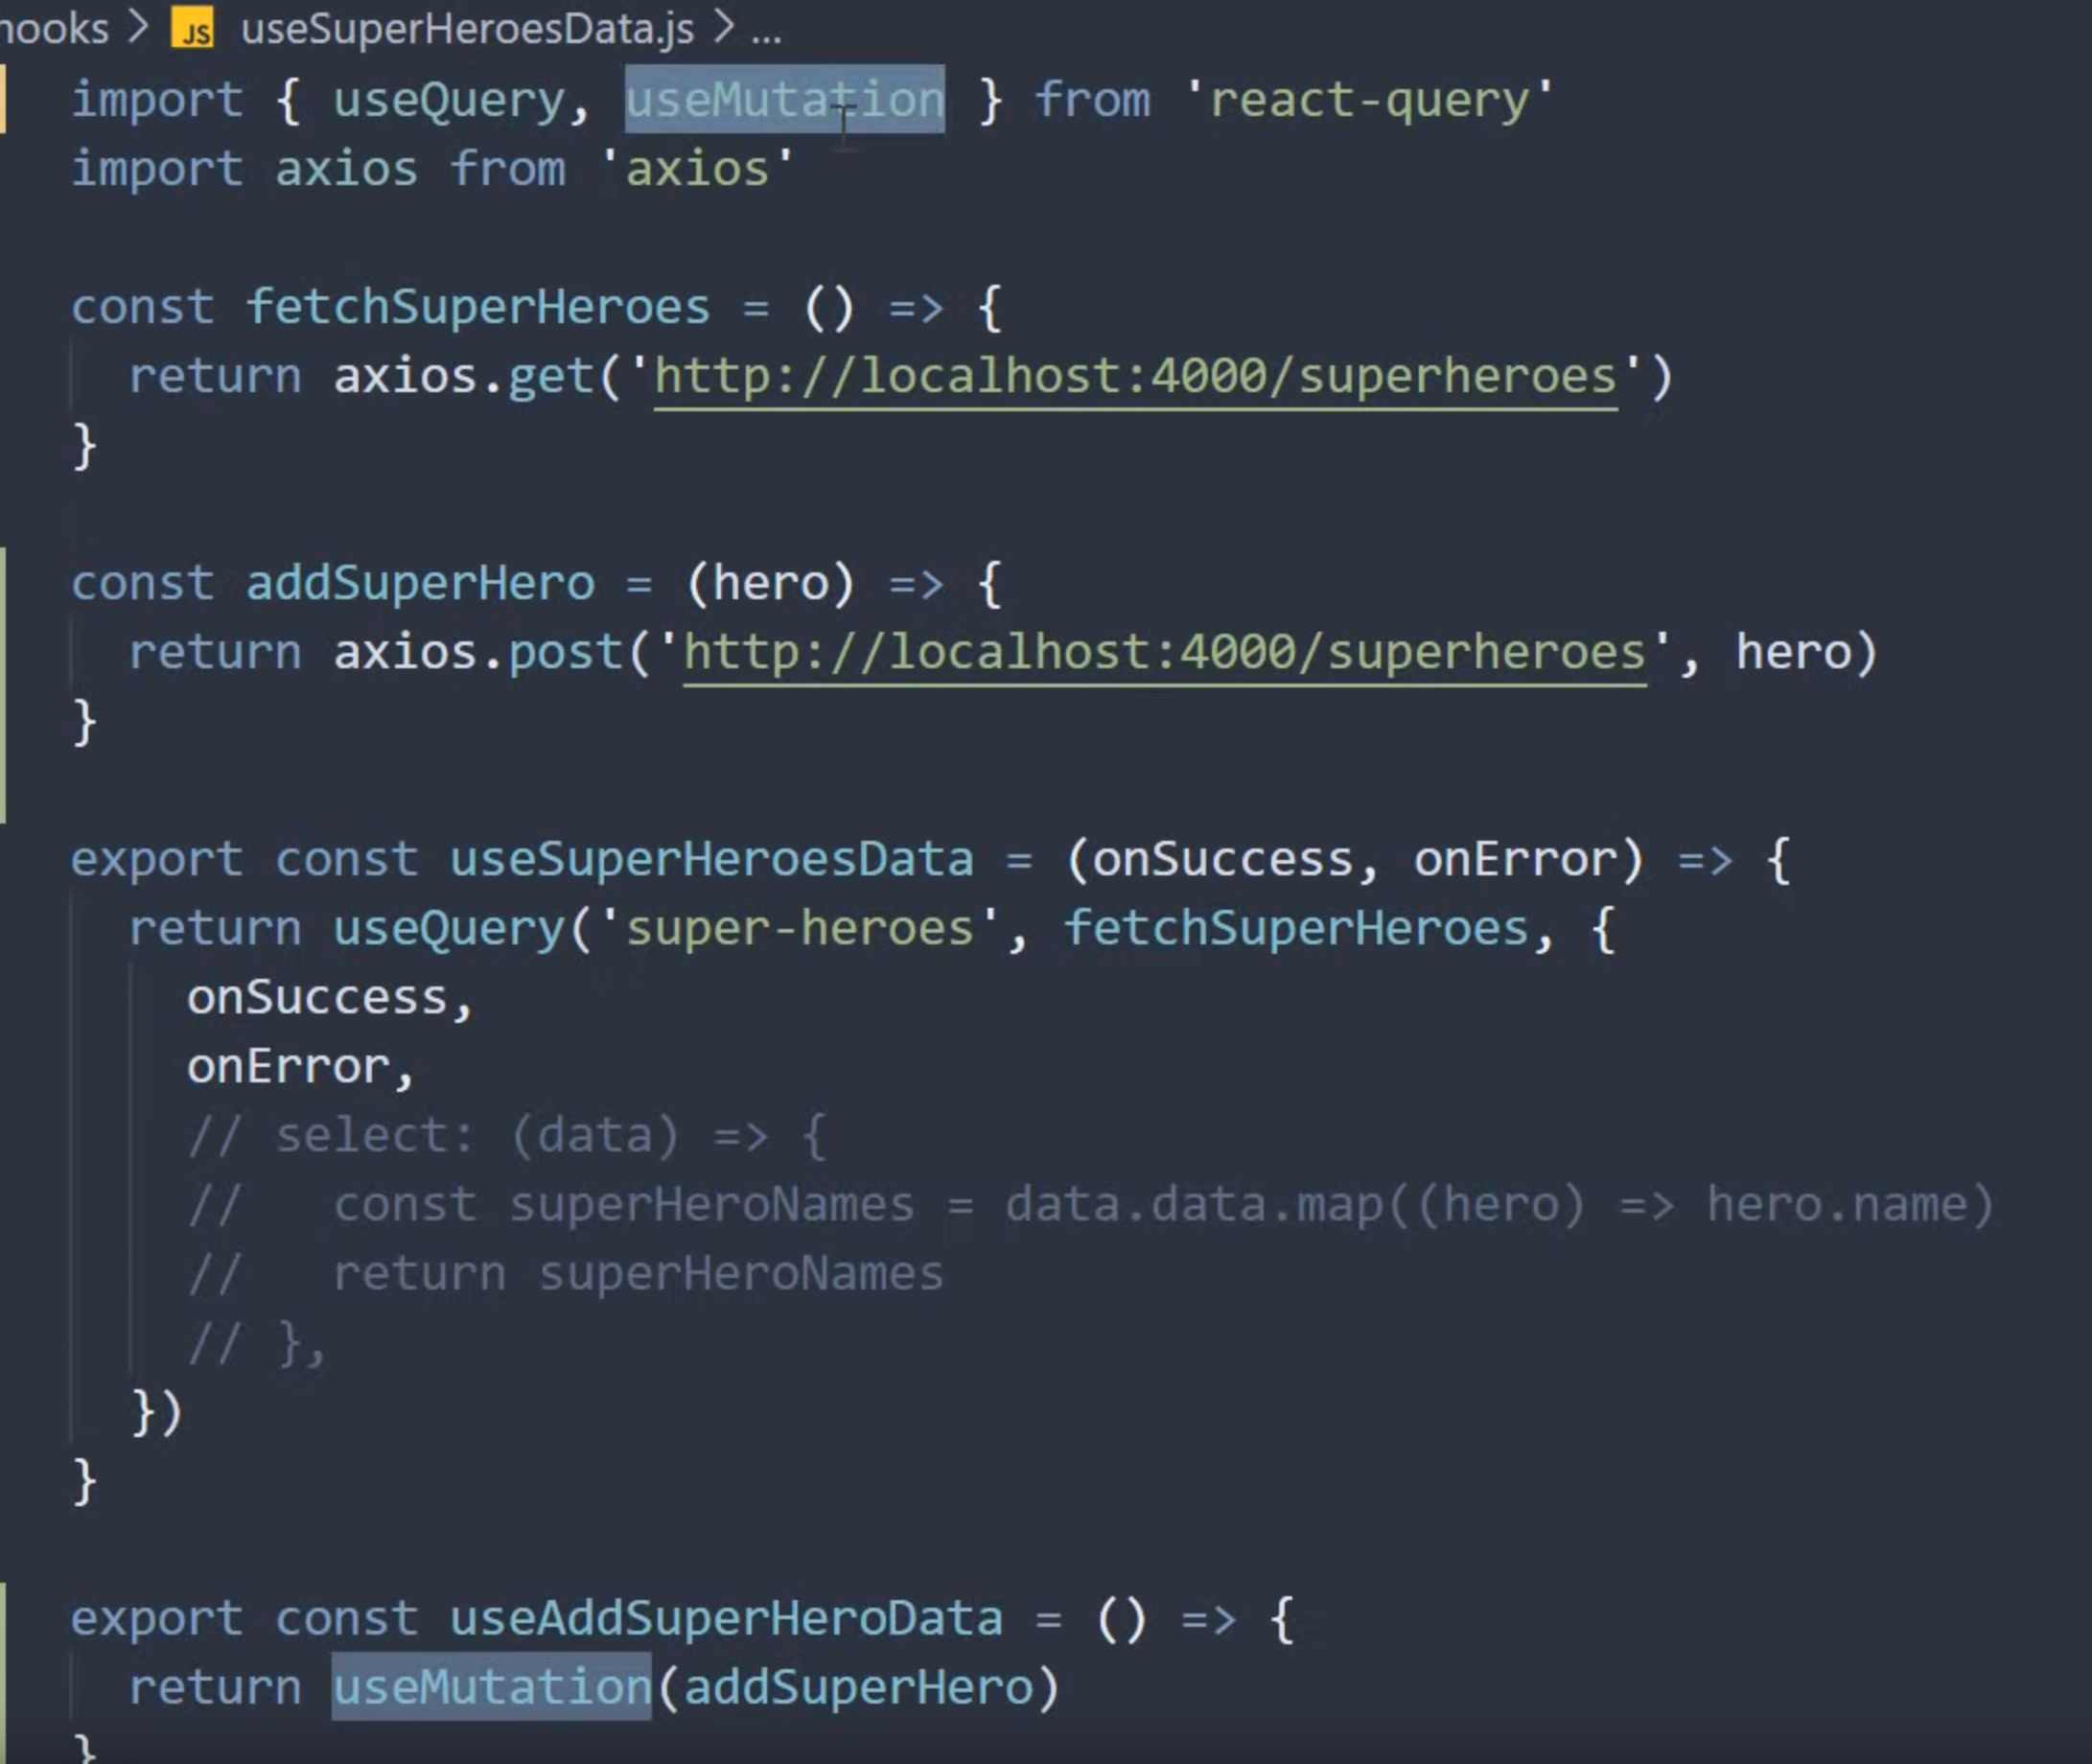 hooks > JS useSuperHeroesData.js > ...
import { useQuery, useMutation } from 'react-query'
import axios from 'axios'
const fetchSuperHeroes = () => {
  return axios.get('http://localhost:4000/superheroes')
}
const addSuperHero = (hero) => {
  return axios.post('http://localhost:4000/superheroes', hero)
}
export const useSuperHeroesData = (onSuccess, onError) => {
  return useQuery('super-heroes', fetchSuperHeroes, {
    onSuccess,
    onError,
    // select: (data) => {
    //   const superHeroNames = data.data.map((hero) => hero.name)
    //   return superHeroNames
    // },
  })
}
export const useAddSuperHeroData = () => {
  return useMutation(addSuperHero)
}